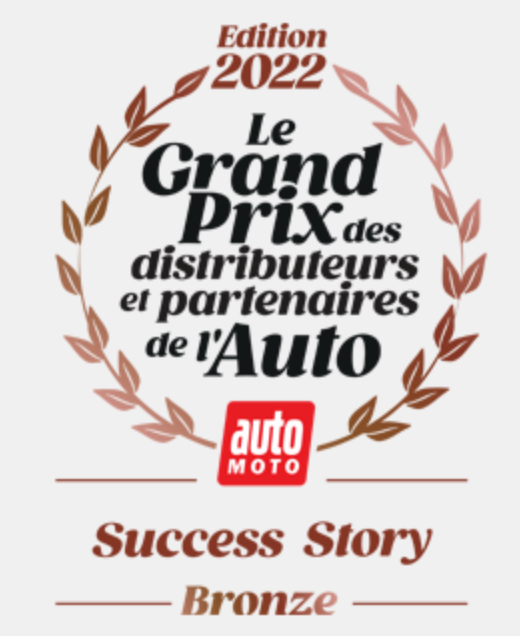 Edition
2022
Le
Grand
Prix des
distributeurs
et partenaires
de l'Auto
auto
MOTO
Success Story
Bronze